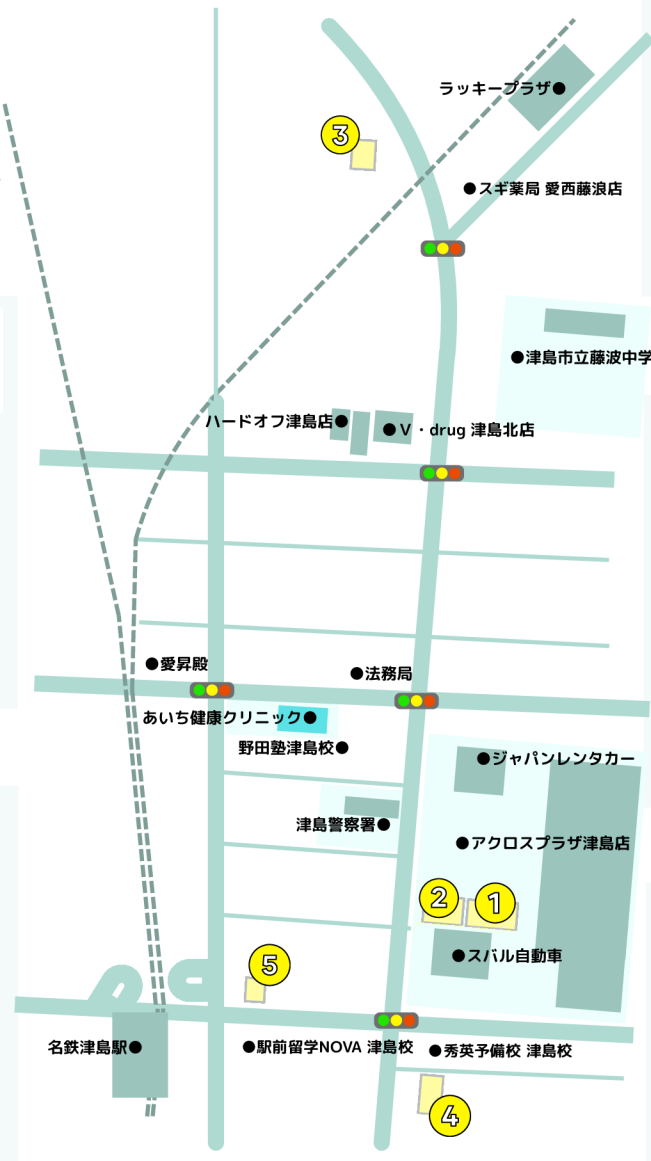 ラッキープラザ
3
スギ薬局 愛西藤浪店
津島市立藤波中学
ハードオフ津島店
V・drug 津島北店
愛昇殿
法務局
あいち健康クリニック
野田塾津島校
ジャパンレンタカー
津島警察署
アクロスプラザ津島店
2
1
スバル自動車
5
名鉄津島駅
駅前留学NOVA 津島校
秀英予備校 津島校
4